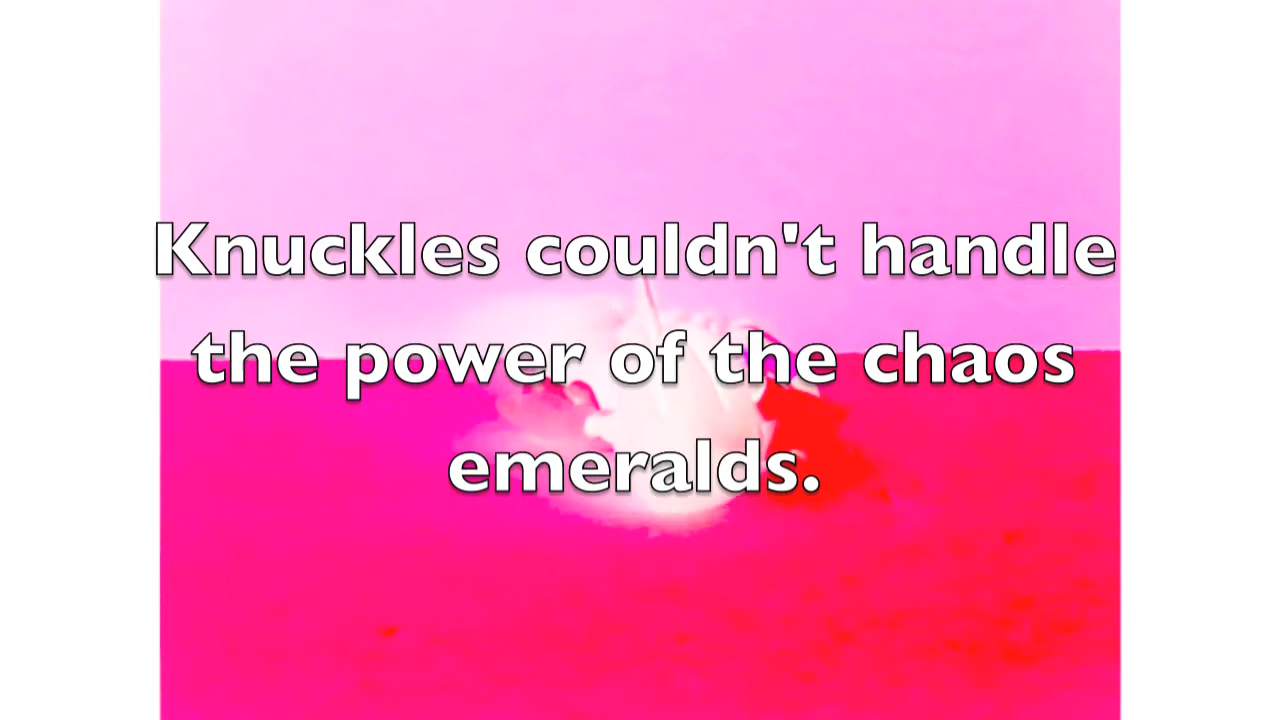 Knuckles couldn't handle
the power of the chaos
emeralds.